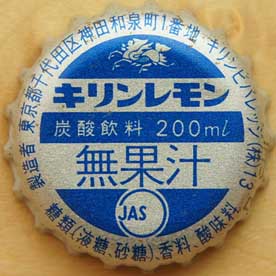 キリンレモン
炭酸飲料 200ml
無果汁
JAS
製造者 東京都千代田区神田和泉町1番地 キリンビバレッジ(株)
糖類(液糖、砂糖)、香料、酸味料